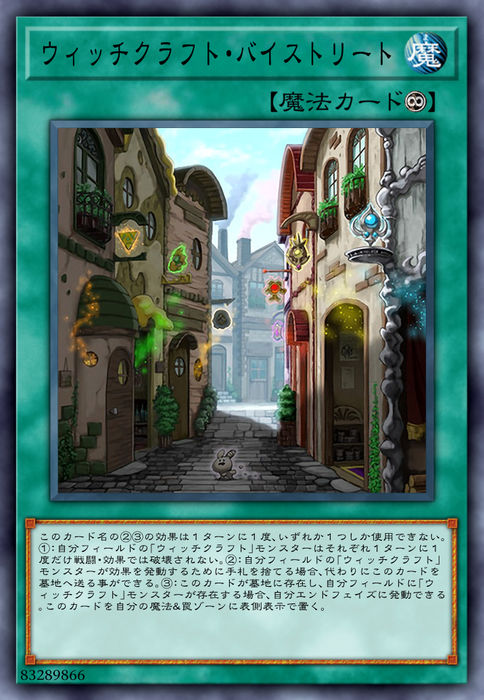 ウィッチクラフト・バイストリート
魔
【魔法カード】
このカード名の②③の効果は１ターンに１度、いずれか１つしか使用できない。
①：自分フィールドの「ウィッチクラフト」モンスターはそれぞれ１ターンに１
度だけ戦闘・効果では破壊されない。②：自分フィールドの「ウィッチクラフト」
モンスターが効果を発動するために手札を捨てる場合、代わりにこのカードを
墓地へ送る事ができる。③：このカードが墓地に存在し、自分フィールドに「ウ
ィッチクラフト」モンスターが存在する場合、自分エンドフェイズに発動できる
。このカードを自分の魔法&罠ゾーンに表側表示で置く。
83289866